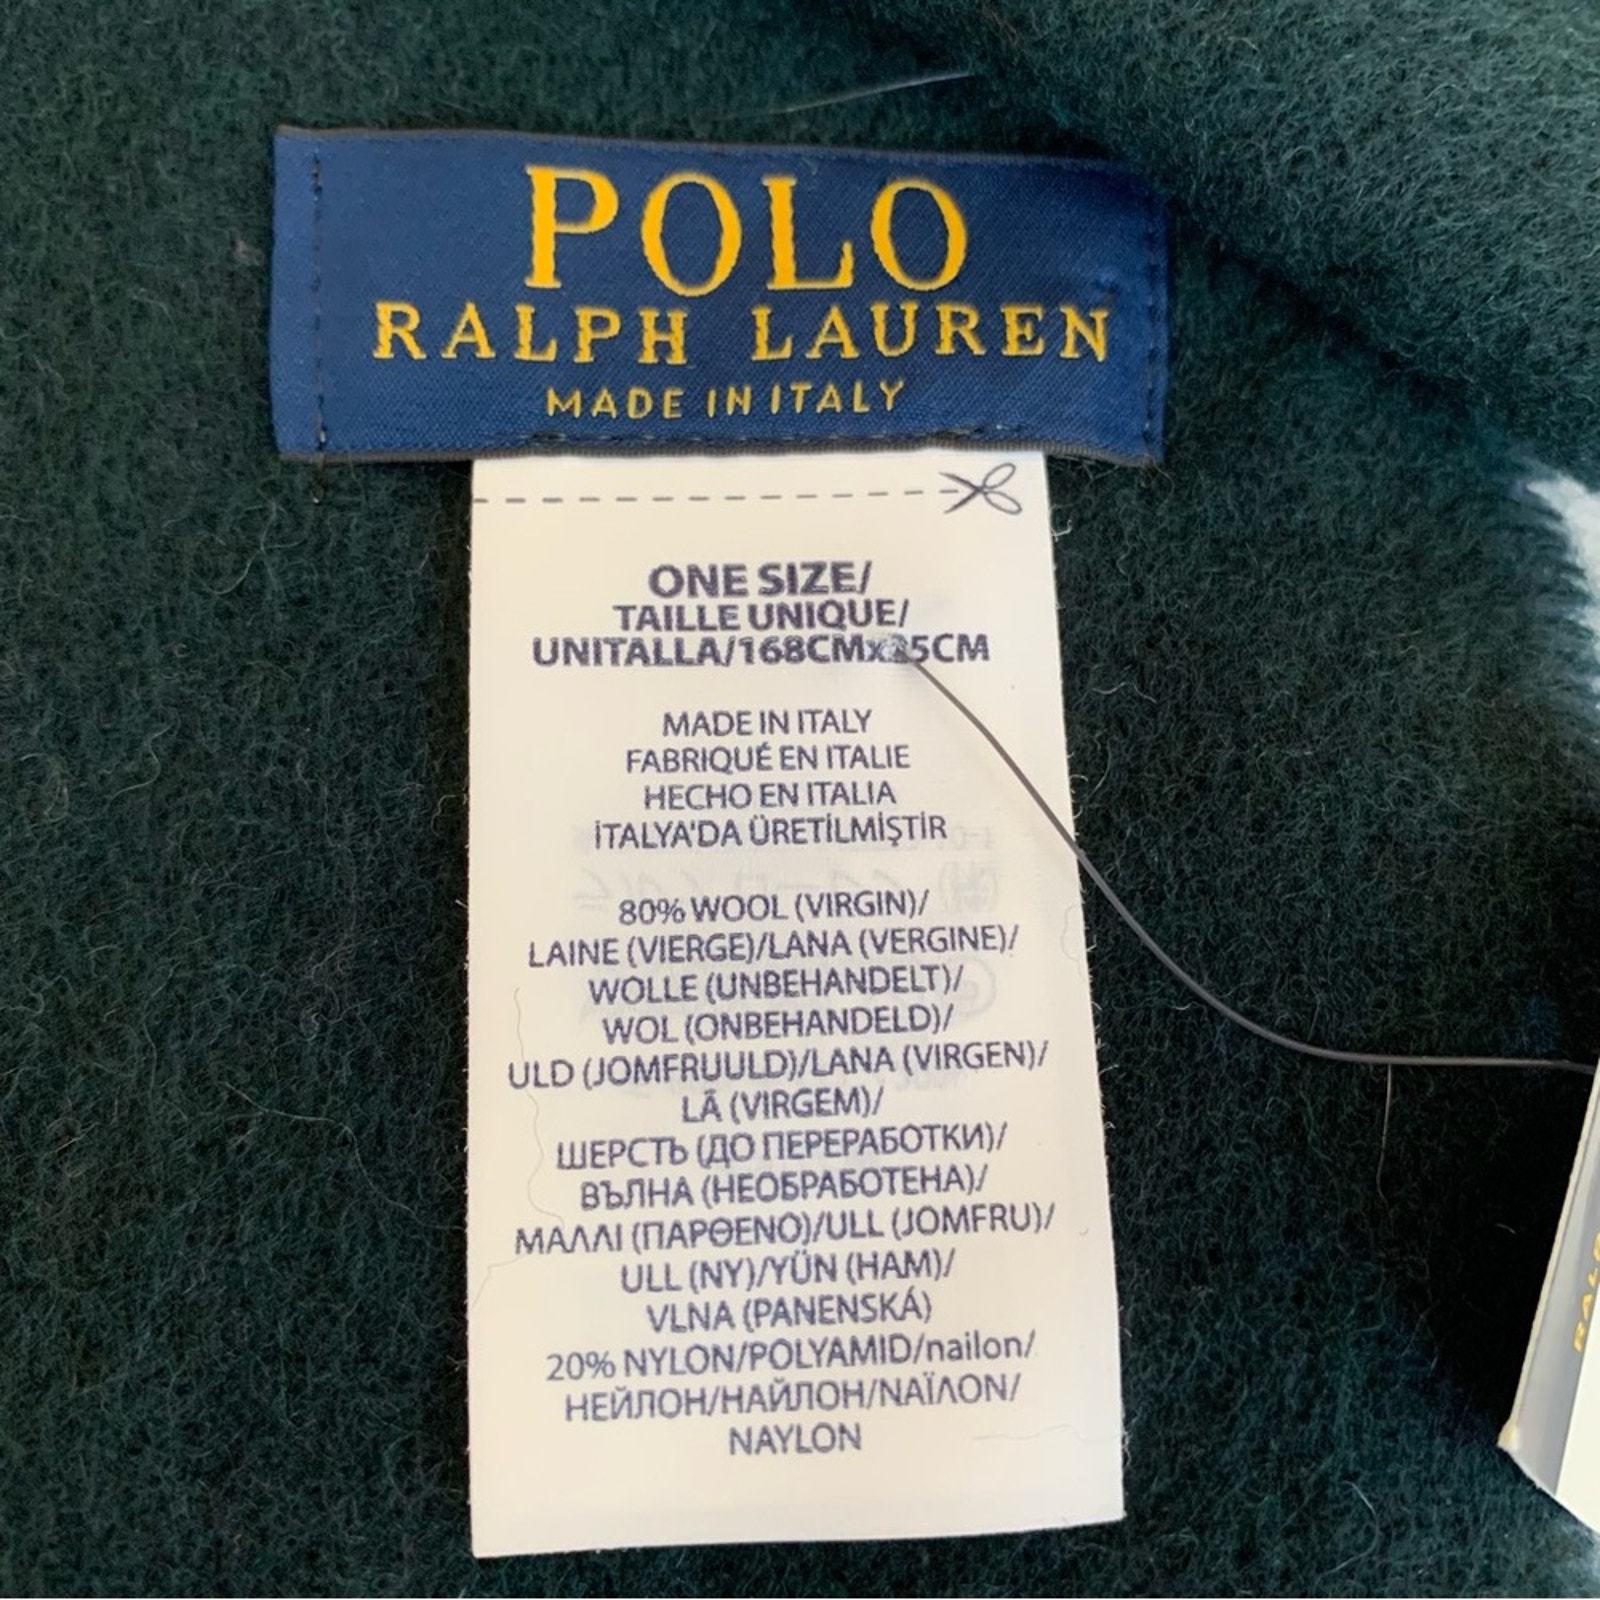 POLO
RALPH LAUREN
MADE IN ITALY
ONE SIZE/
TAILLE UNIQUE/
UNITALLA/168CMx25CM
MADE IN ITALY
FABRIQUÉ EN ITALIE
HECHO EN ITALIA
İTALYA'DA ÜRETİLMİŞTİR
80% WOOL (VIRGIN)/
LAINE (VIERGE)/LANA (VERGINE)/
WOLLE (UNBEHANDELT)/
WOL (ONBEHANDELD)/
ULD (JOMFRUULD)/LANA (VIRGEN)/
LÃ (VIRGEM)/
ШЕРСТЬ (ДО ПЕРЕРАБОТКИ)/
ВЪЛНА (НЕОБРАБОТЕНА)/
ΜΑΛΛΙ (ΠΑΡΘΕΝΟ)/ULL (JOMFRU)/
ULL (NY)/YÜN (HAM)/
VLNA (PANENSKÁ)
20% NYLON/POLYAMID/nailon/
НЕЙЛОН/НАЙЛОН/ΝΑΪΛΟΝ/
NAYLON